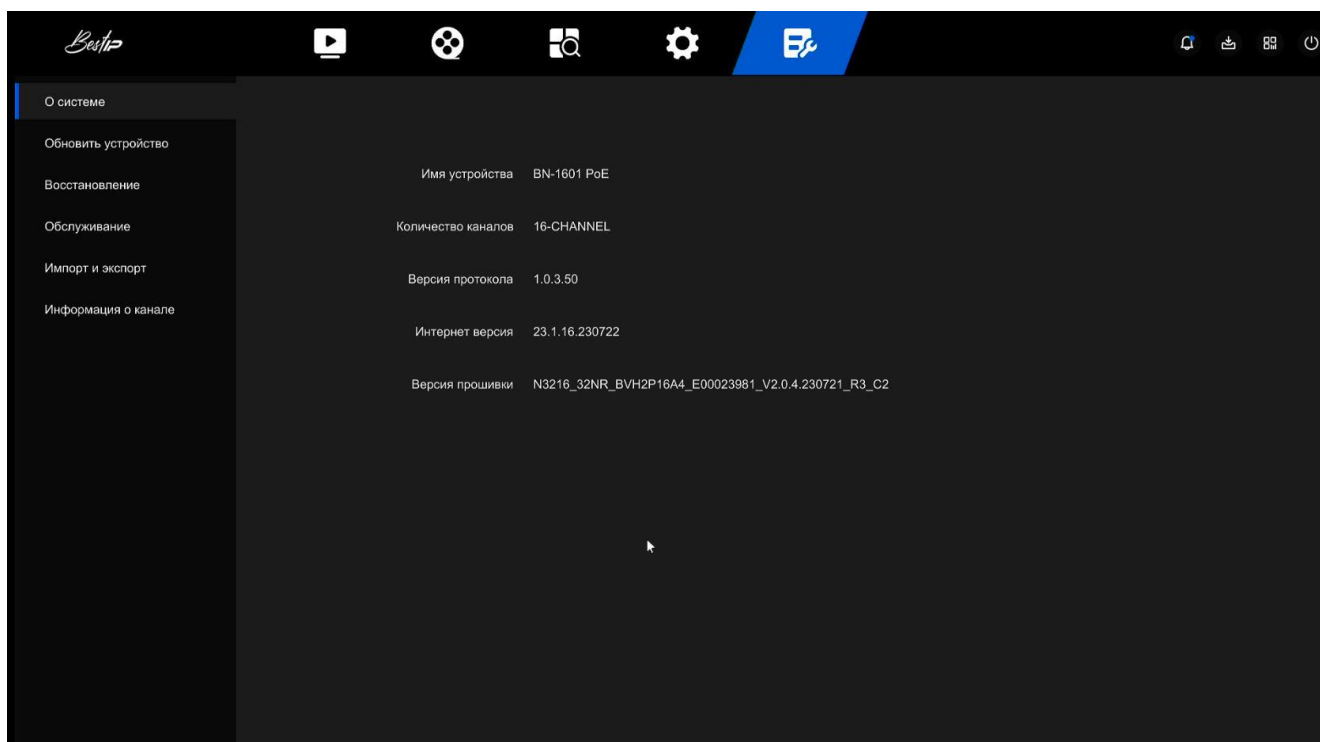 Bestip
О системе
Обновить устройство
Восстановление
Обслуживание
Импорт и экспорт
Информация о канале
Имя устройства BN-1601 PoE
Количество каналов 16-CHANNEL
Версия протокола 1.0.3.50
Интернет версия 23.1.16.230722
Версия прошивки N3216_32NR_BVH2P16A4_E00023981_V2.0.4.230721_R3_C2